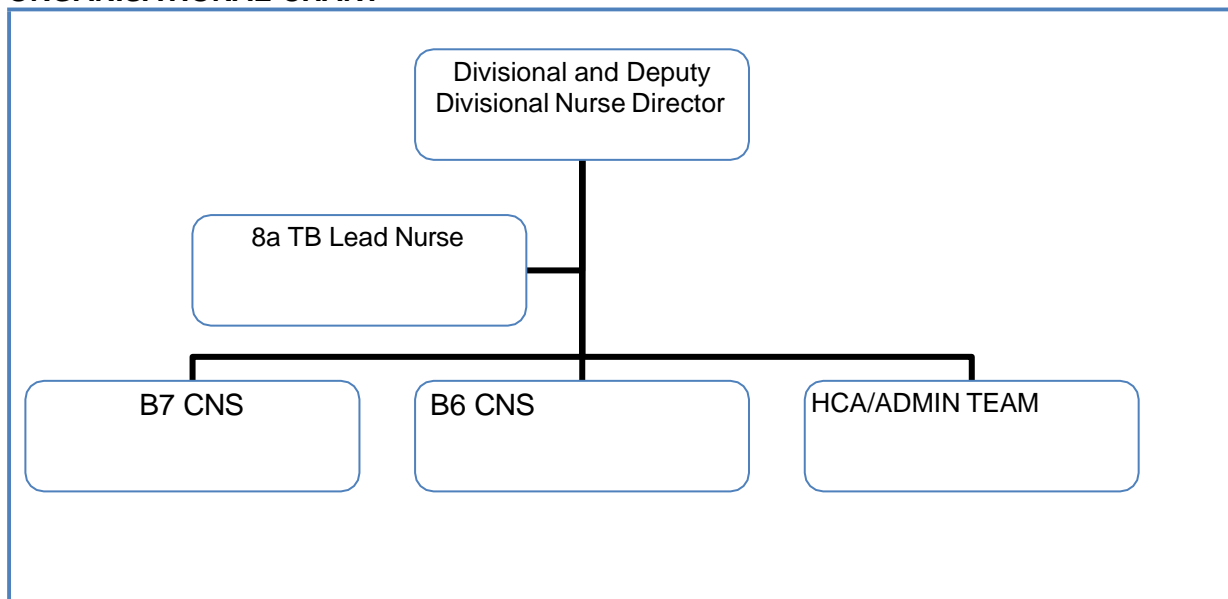 Divisional and Deputy
Divisional Nurse Director
8a TB Lead Nurse
B7 CNS
B6 CNS
HCA/ADMIN TEAM